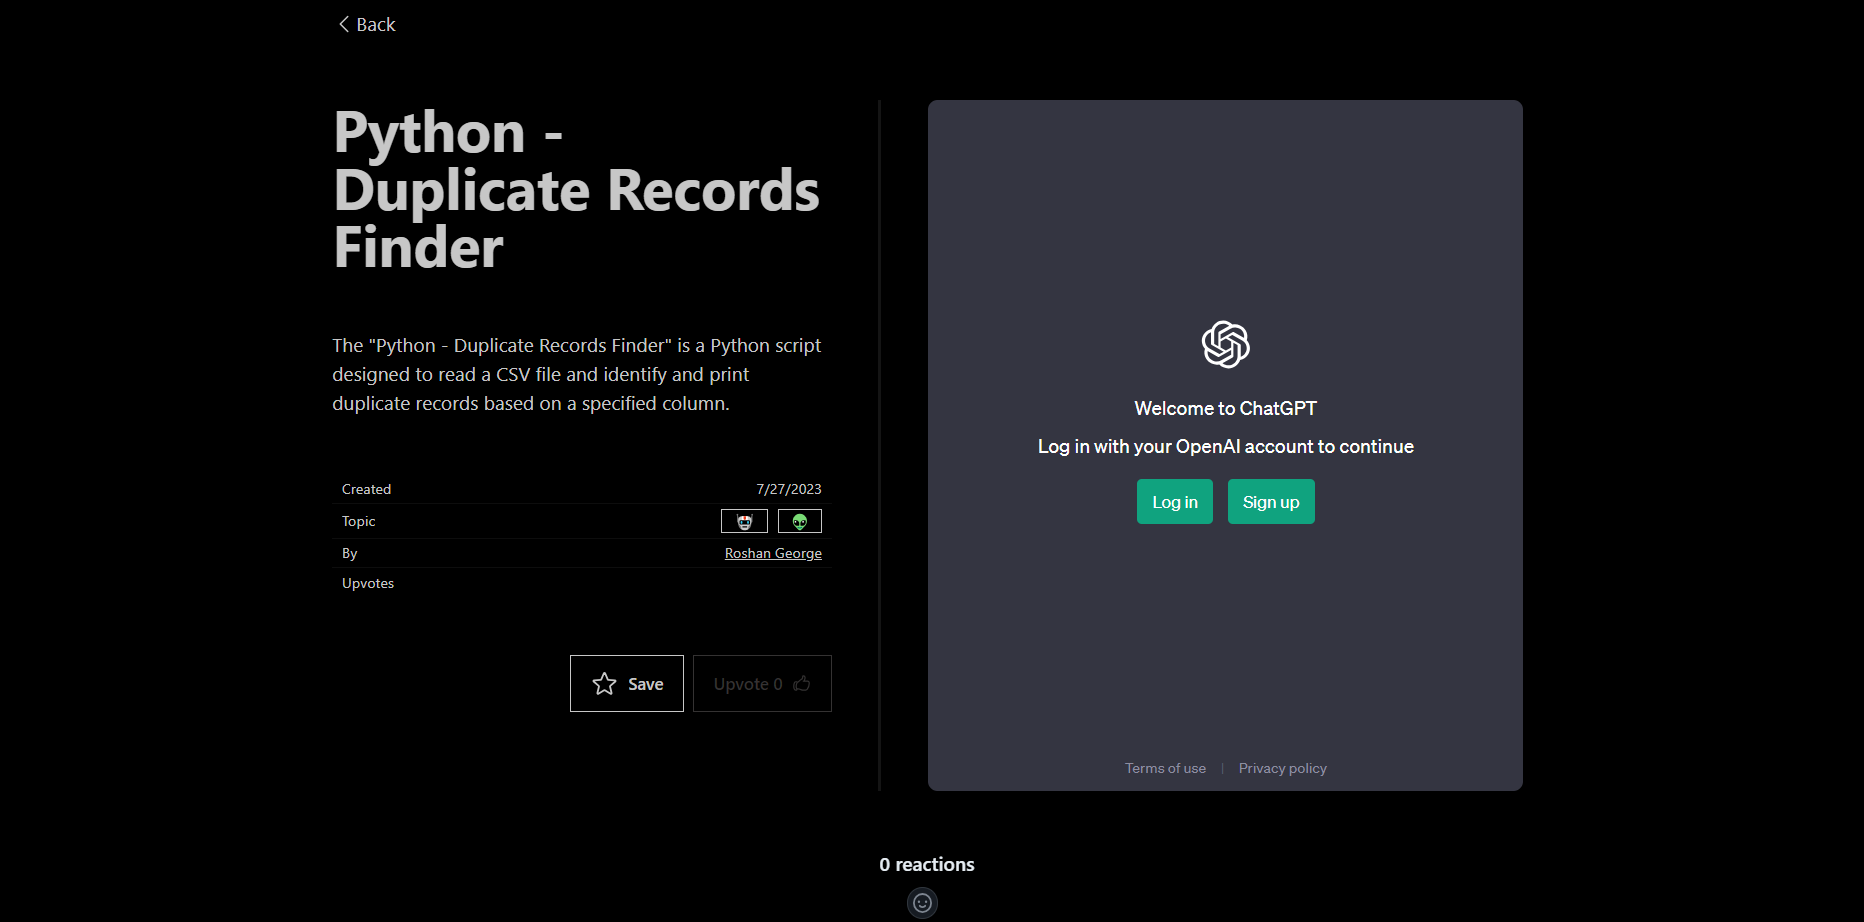 Back
Python -
Duplicate Records
Finder
The "Python - Duplicate Records Finder" is a Python script
designed to read a CSV file and identify and print
duplicate records based on a specified column.
Created 7/27/2023
Topic
By Roshan George
Upvotes
Save Upvote 0
Welcome to ChatGPT
Log in with your OpenAI account to continue
Log in Sign up
Terms of use | Privacy policy
0 reactions